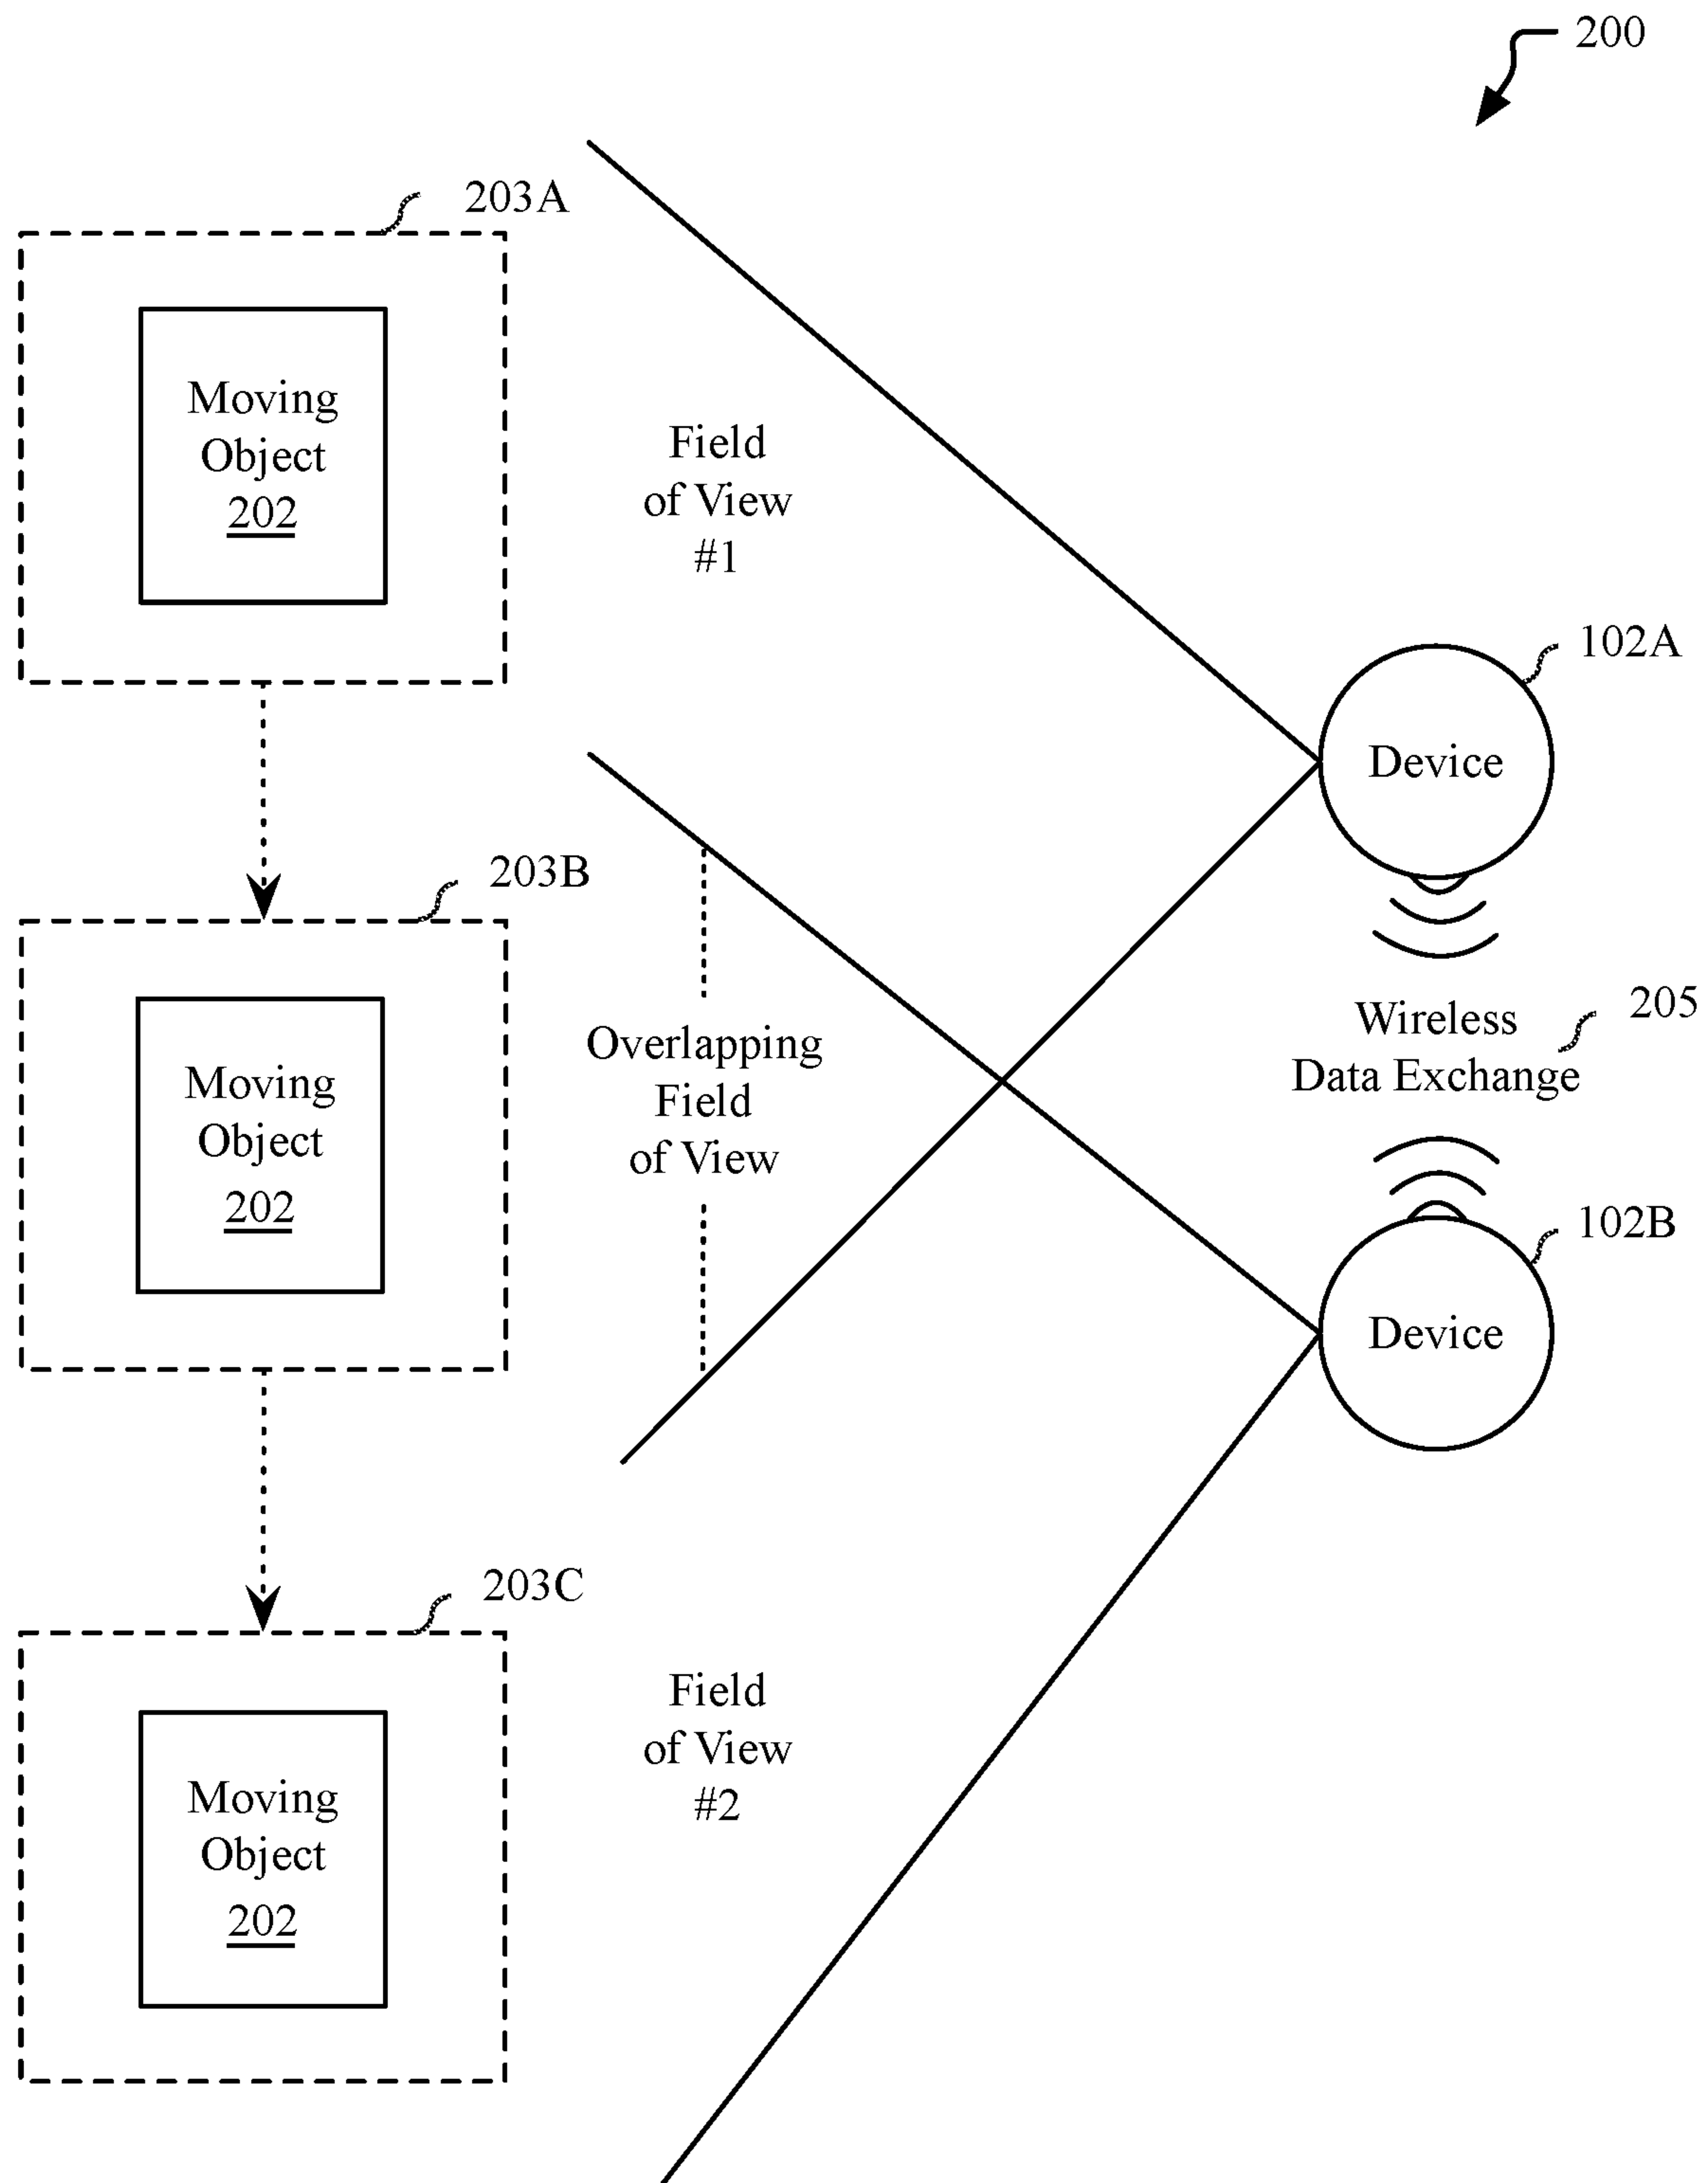 200
203A
Moving
Object
202
Field
of View
#1
102A
Device
203B
Moving
Object
202
Overlapping
Field
of View
Wireless
Data Exchange
205
102B
Device
203C
Moving
Object
202
Field
of View
#2